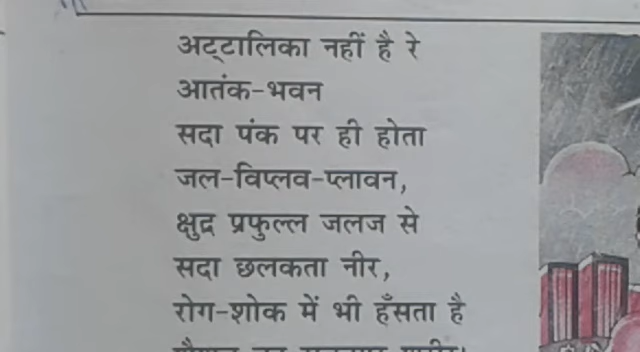 अट्टालिका नहीं है रे
आतंक-भवन
सदा पंक पर ही होता
जल-विप्लव-प्लावन,
क्षुद्र प्रफुल्ल जलज से
सदा छलकता नीर,
रोग-शोक में भी हँसता है